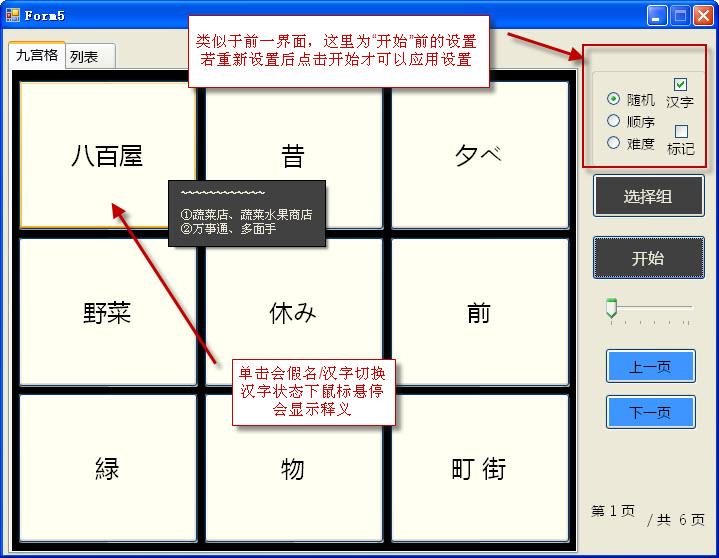 Form5
类似于前一界面，这里为“开始”前的设置
若重新设置后点击开始才可以应用设置
九宫格
列表
随机
汉字
顺序
难度
标记
八百屋
昔
夕べ
~~~~~~~~~~~~
①蔬菜店、蔬菜水果商店
②万事通、多面手
选择组
开始
野菜
休み
前
单击会假名/汉字切换
汉字状态下鼠标悬停
会显示释义
上一页
下一页
緑
物
町 街
第 1 页
/ 共 6 页